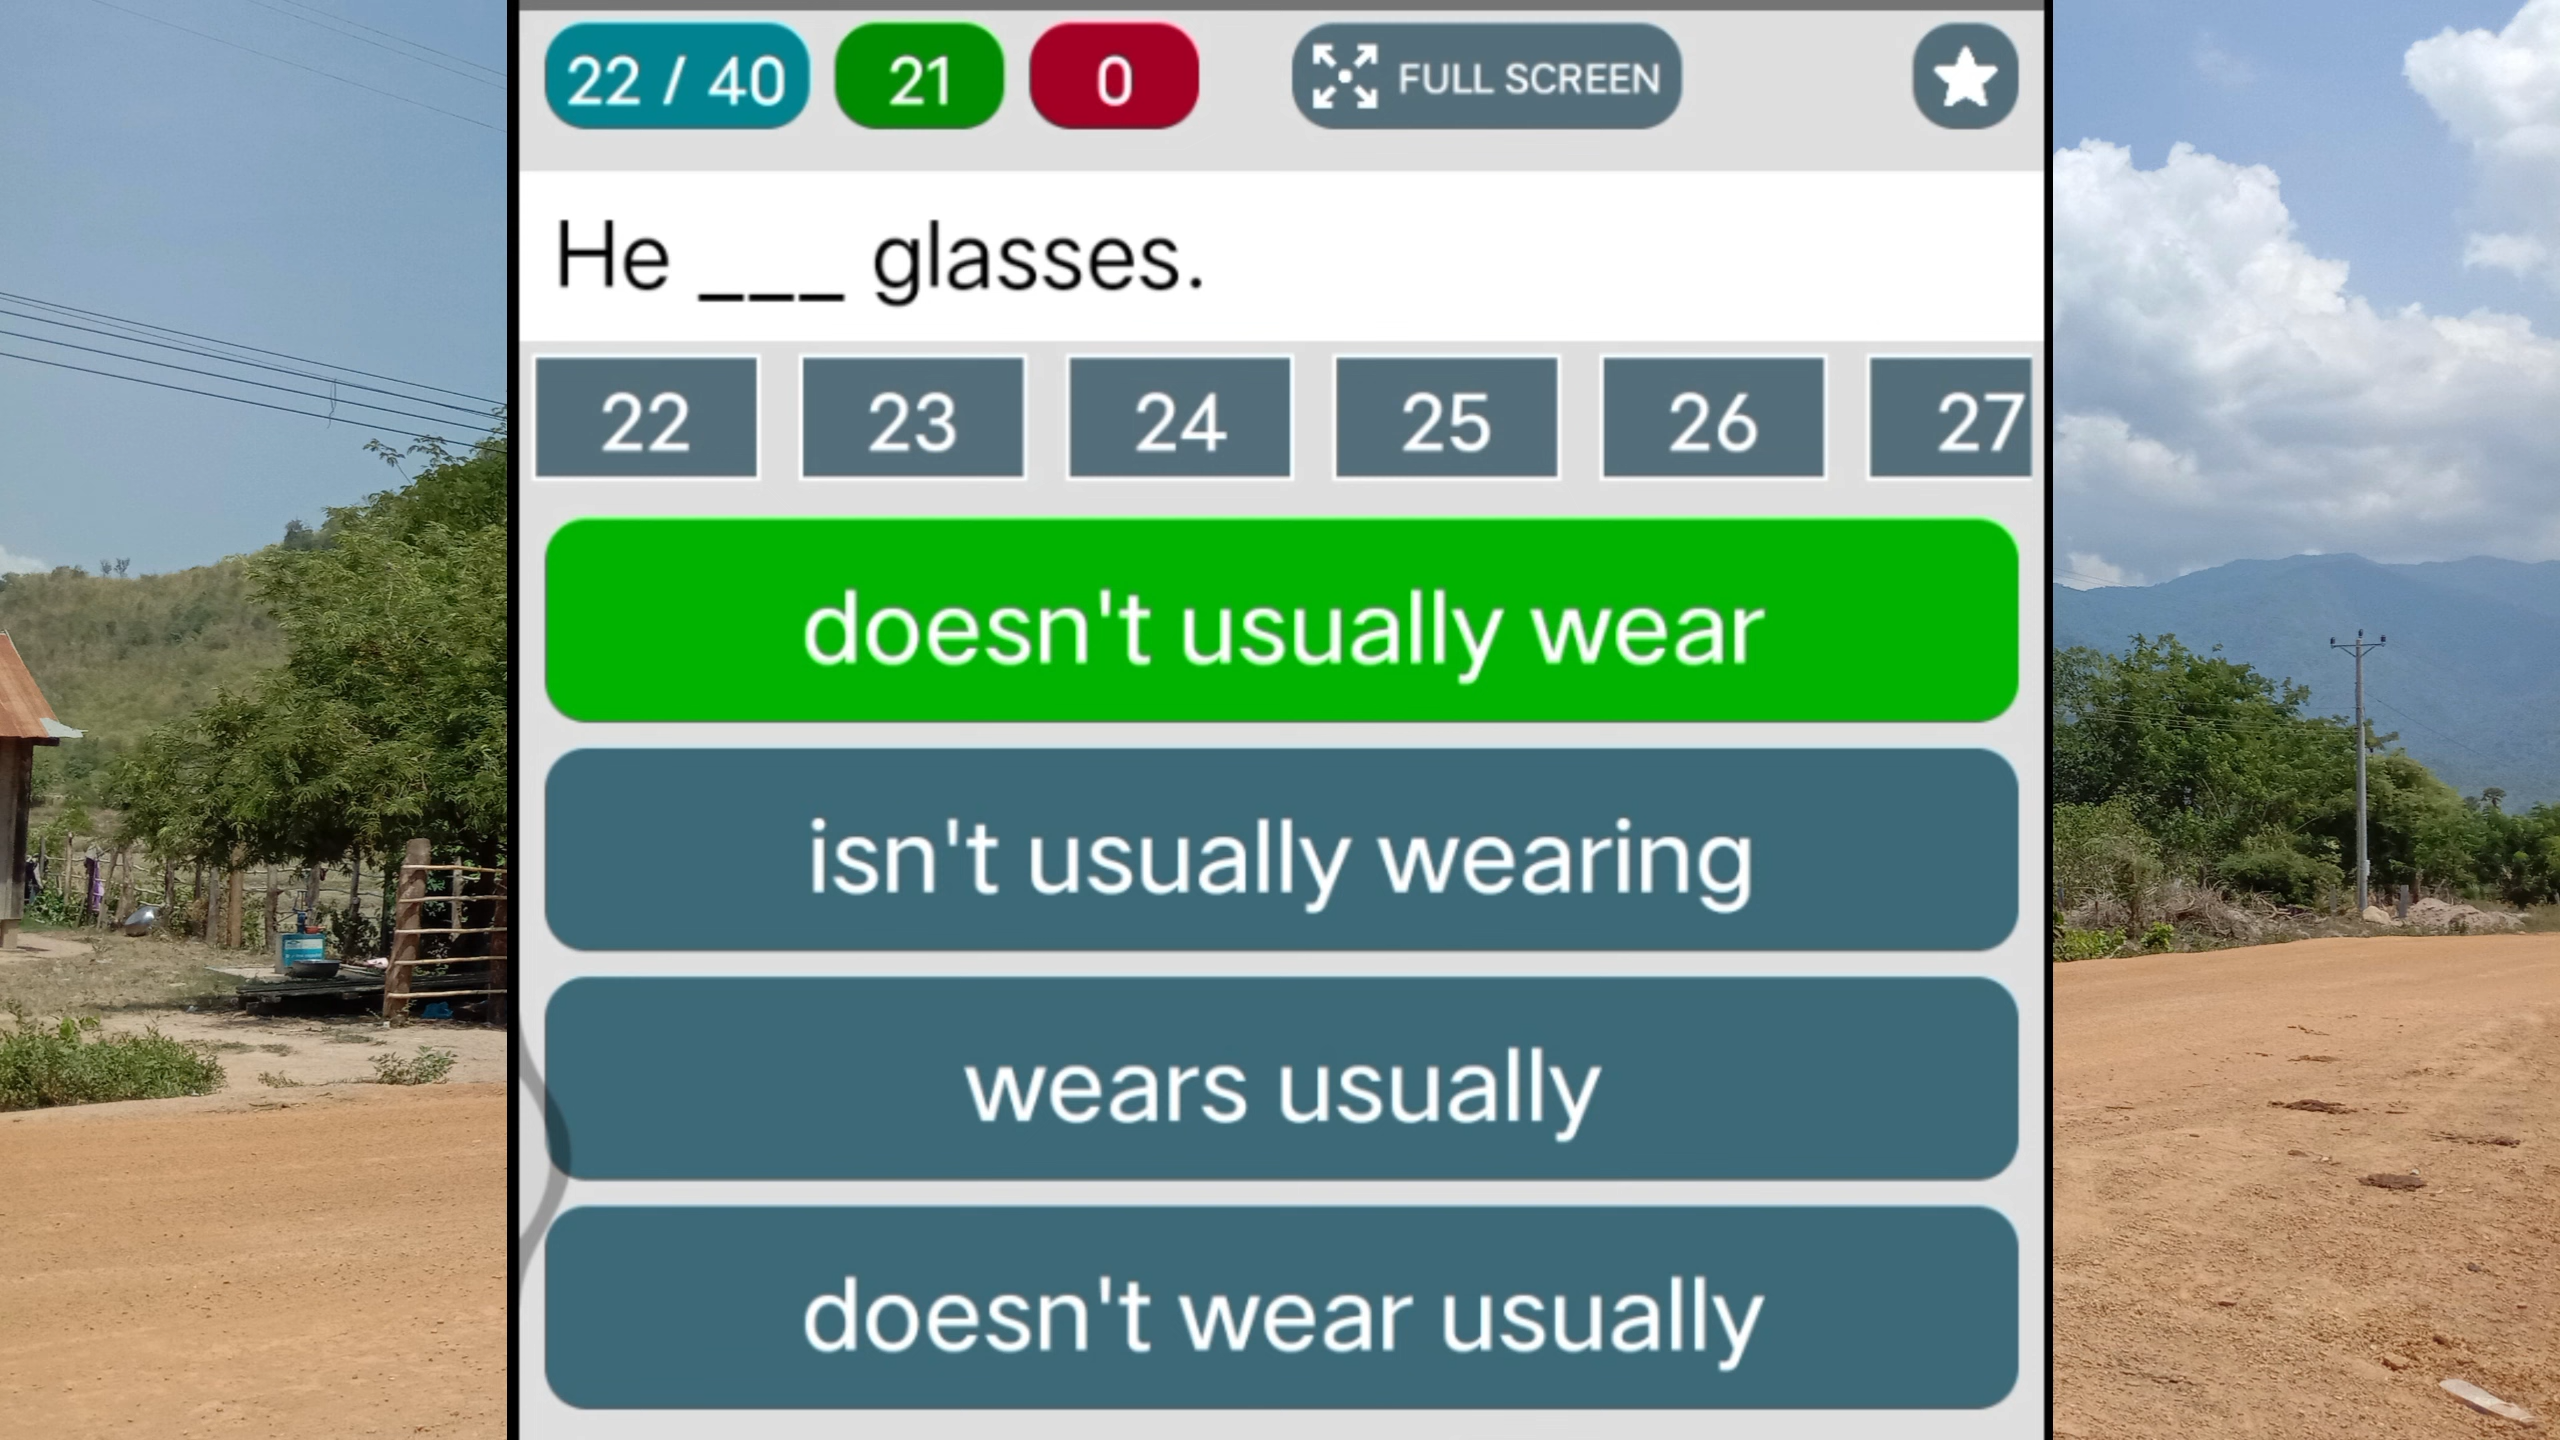 22 / 40 21 0 FULL SCREEN
He ___ glasses.
22 23 24 25 26 27
doesn't usually wear
isn't usually wearing
wears usually
doesn't wear usually